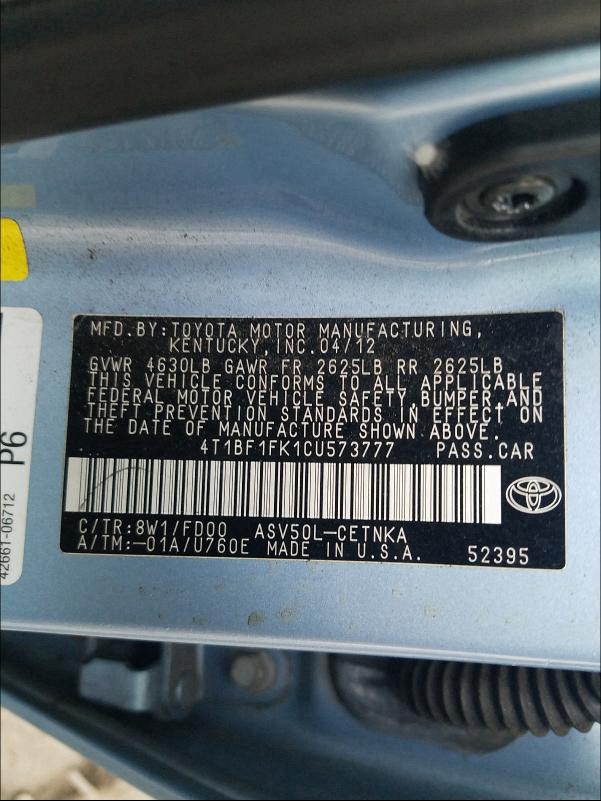 MFD.BY:TOYOTA MOTOR MANUFACTURING,
KENTUCKY, INC.04/12
GVWR 4630LB GAWR FR 2625LB RR 2625LB
THIS VEHICLE CONFORMS TO ALL APPLICABLE
FEDERAL MOTOR VEHICLE SAFETY, BUMPER,AND
THEFT PREVENTION STANDARDS IN EFFECT ON
THE DATE OF MANUFACTURE SHOWN ABOVE.
4T1BF1FK1CU573777 PASS.CAR
C/TR:8W1/FD00 ASV50L-CETNKA
A/TM:-01A/U760E MADE IN U.S.A. 52395
P6
42661-06712